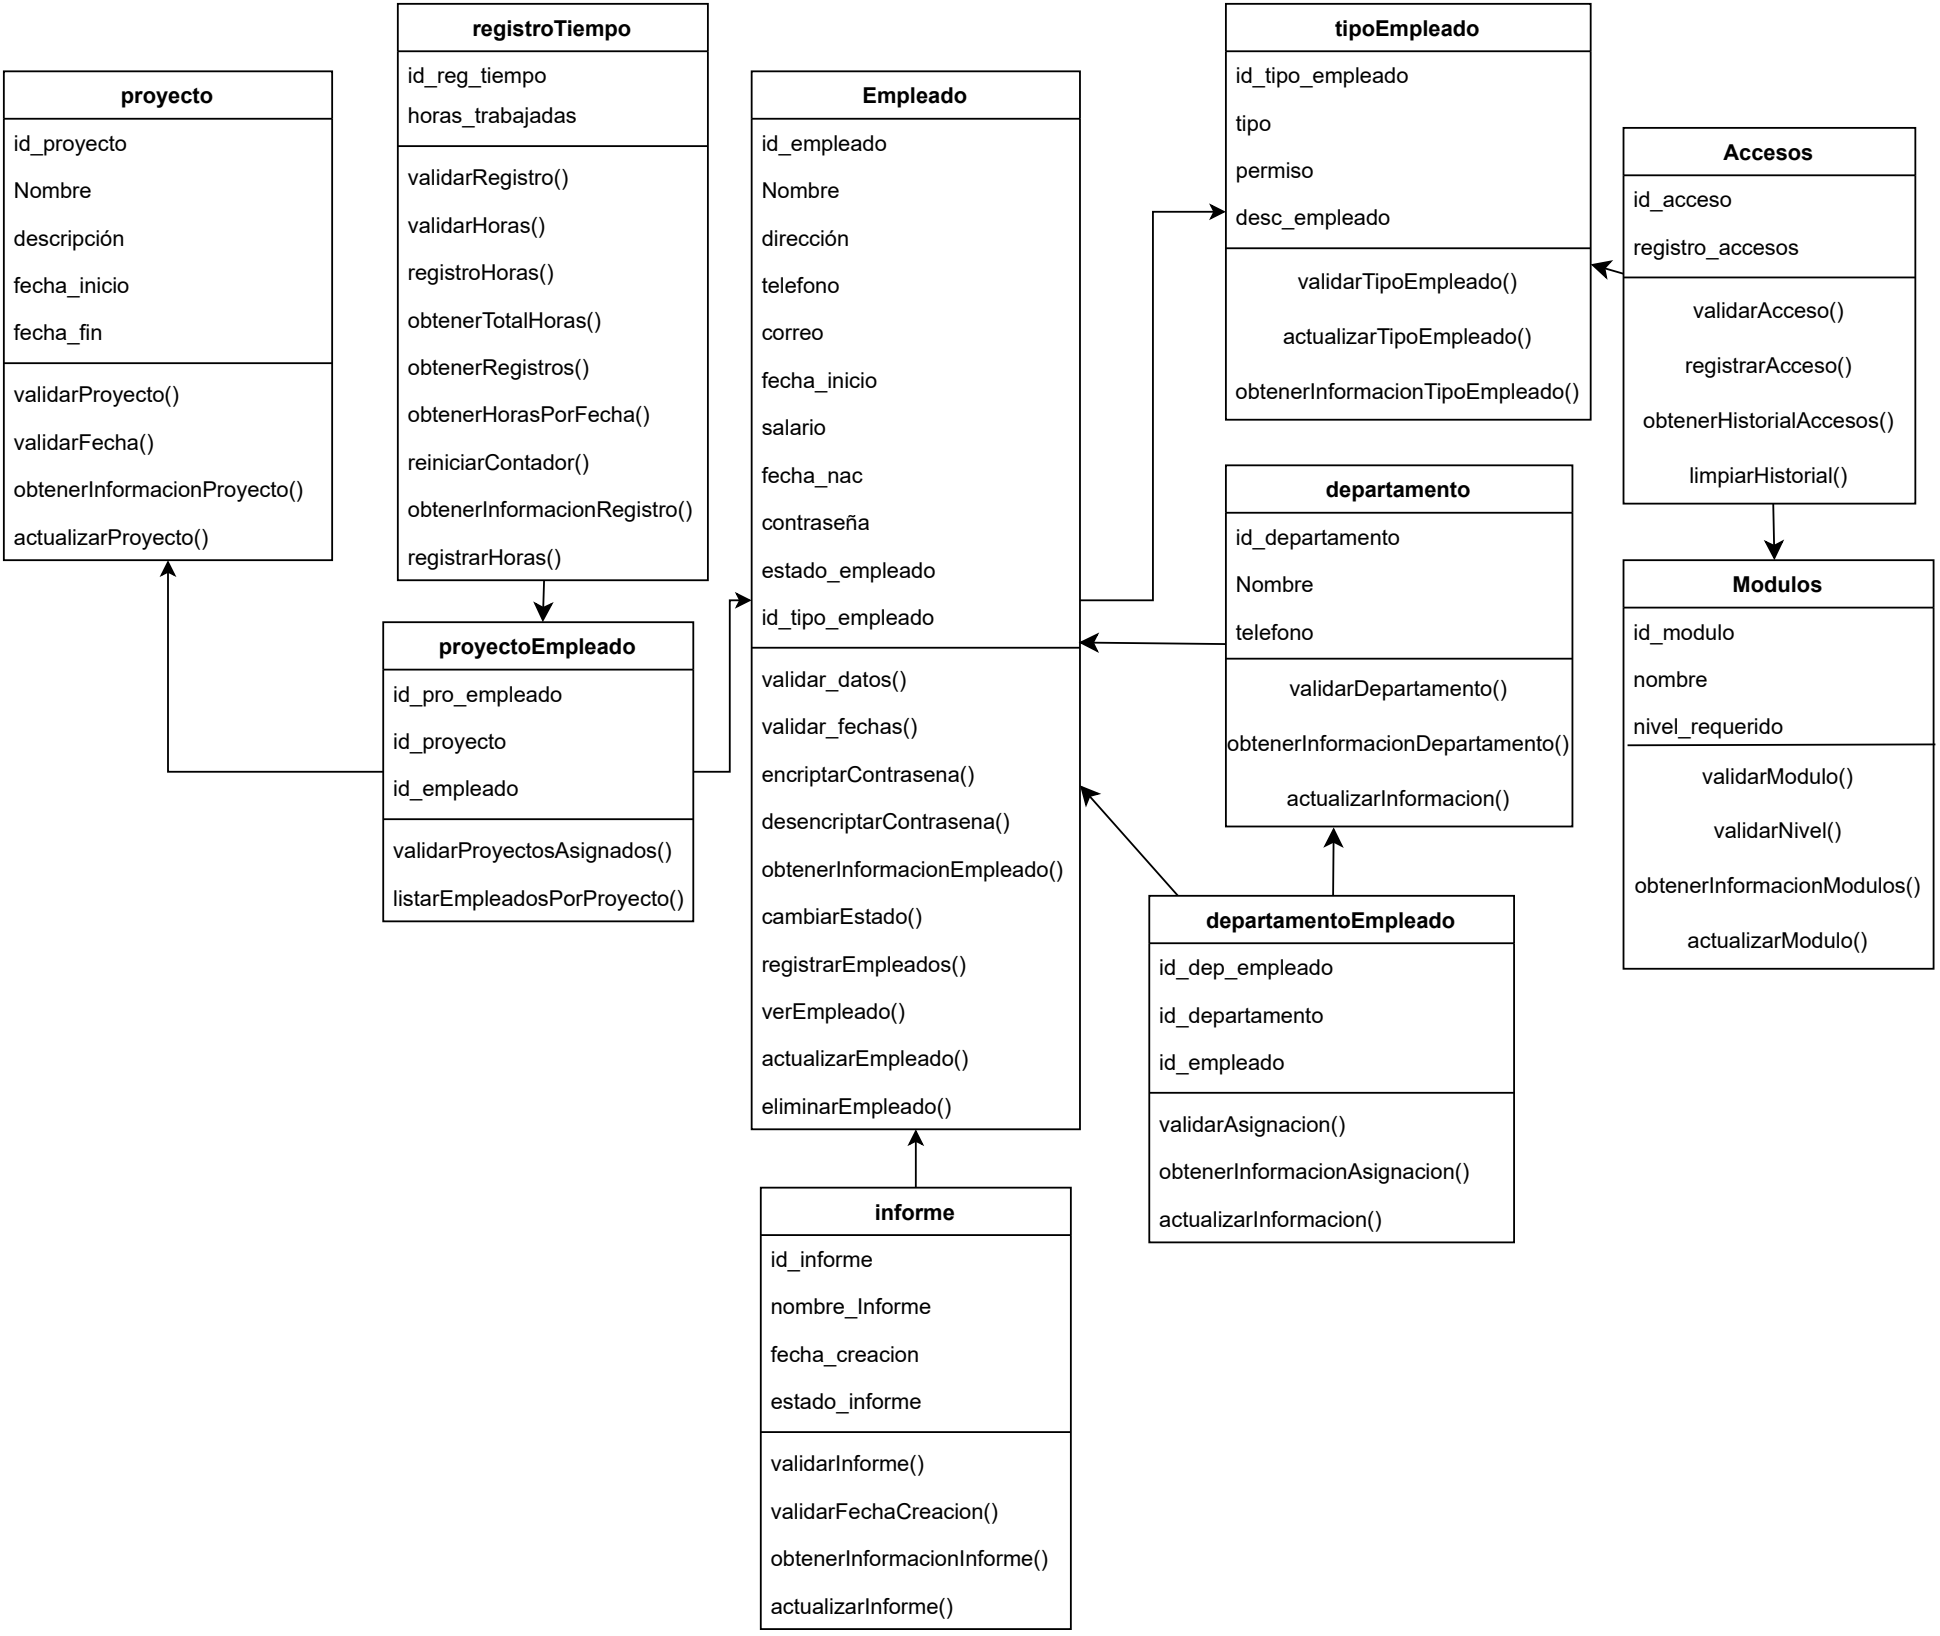 proyecto
id_proyecto
Nombre
descripción
fecha_inicio
fecha_fin
validarProyecto()
validarFecha()
obtenerInformacionProyecto()
actualizarProyecto()
registroTiempo
id_reg_tiempo
horas_trabajadas
validarRegistro()
validarHoras()
registroHoras()
obtenerTotalHoras()
obtenerRegistros()
obtenerHorasPorFecha()
reiniciarContador()
obtenerInformacionRegistro()
registrarHoras()
proyectoEmpleado
id_pro_empleado
id_proyecto
id_empleado
validarProyectosAsignados()
listarEmpleadosPorProyecto()
Empleado
id_empleado
Nombre
dirección
telefono
correo
fecha_inicio
salario
fecha_nac
contraseña
estado_empleado
id_tipo_empleado
validar_datos()
validar_fechas()
encriptarContrasena()
desencriptarContrasena()
obtenerInformacionEmpleado()
cambiarEstado()
registrarEmpleados()
verEmpleado()
actualizarEmpleado()
eliminarEmpleado()
informe
id_informe
nombre_Informe
fecha_creacion
estado_informe
validarInforme()
validarFechaCreacion()
obtenerInformacionInforme()
actualizarInforme()
tipoEmpleado
id_tipo_empleado
tipo
permiso
desc_empleado
validarTipoEmpleado()
actualizarTipoEmpleado()
obtenerInformacionTipoEmpleado()
departamento
id_departamento
Nombre
telefono
validarDepartamento()
obtenerInformacionDepartamento()
actualizarInformacion()
departamentoEmpleado
id_dep_empleado
id_departamento
id_empleado
validarAsignacion()
obtenerInformacionAsignacion()
actualizarInformacion()
Accesos
id_acceso
registro_accesos
validarAcceso()
registrarAcceso()
obtenerHistorialAccesos()
limpiarHistorial()
Modulos
id_modulo
nombre
nivel_requerido
validarModulo()
validarNivel()
obtenerInformacionModulos()
actualizarModulo()